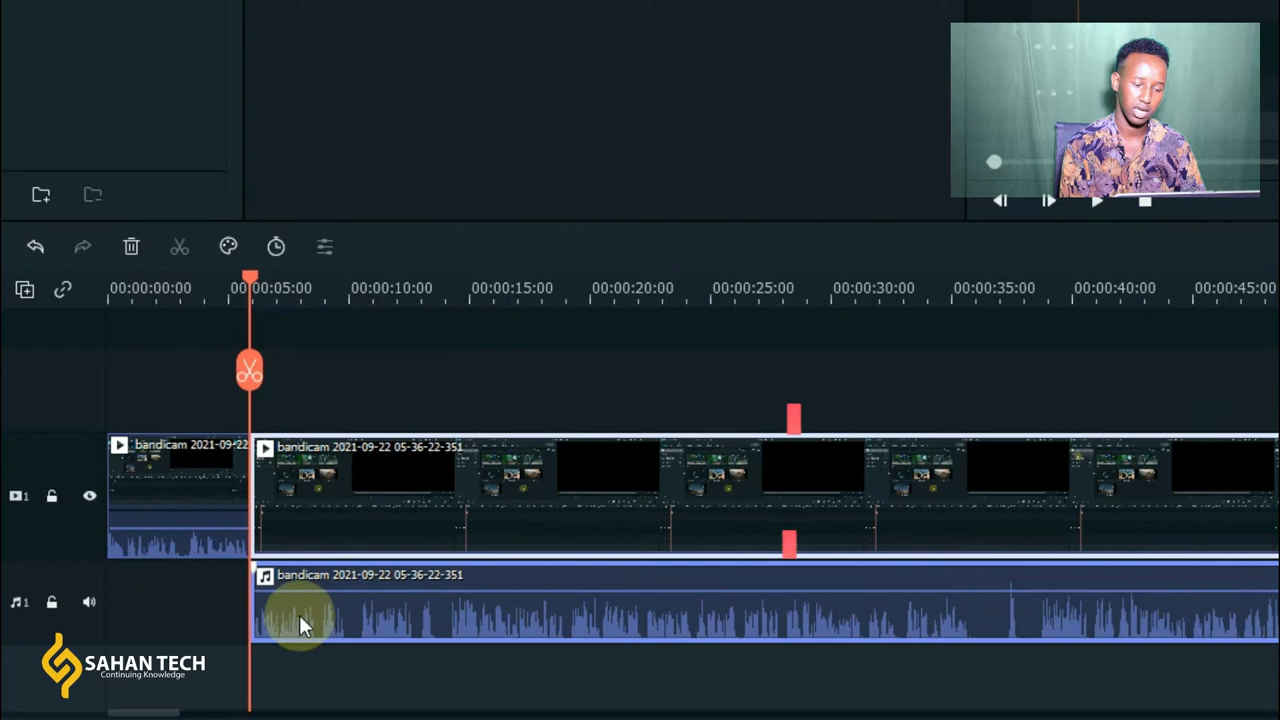 00:00:00:00 00:00:05:00 00:00:10:00 00:00:15:00 00:00:20:00 00:00:25:00 00:00:30:00 00:00:35:00 00:00:40:00 00:00:45:00
bandicam 2021-09-22 bandicam 2021-09-22 05-36-22-351
1
bandicam 2021-09-22 05-36-22-351
1
SAHAN TECH
Continuing Knowledge